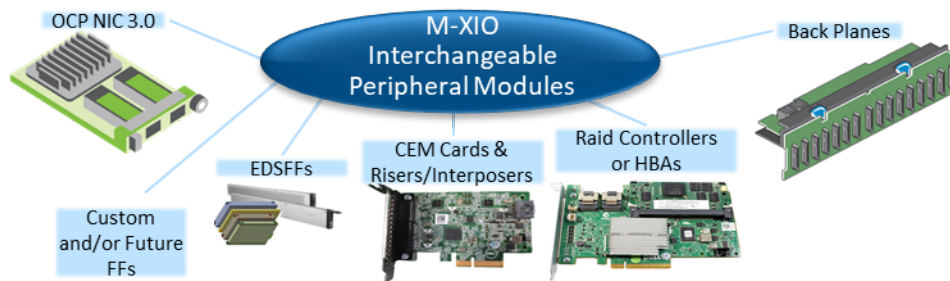 OCP NIC 3.0
M-XIO
Interchangeable
Peripheral Modules
Back Planes
EDSFFs
CEM Cards &
Risers/Interposers
Raid Controllers
or HBAs
Custom
and/or Future
FFs